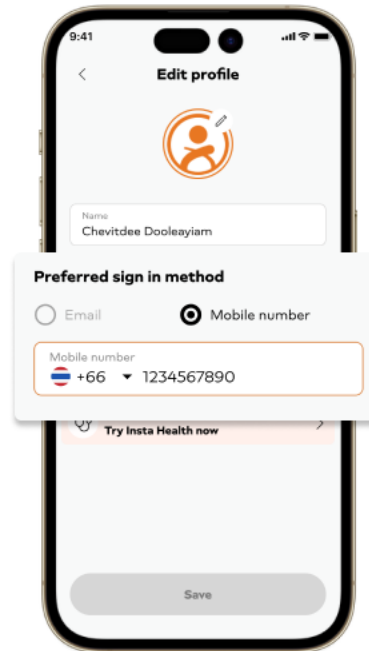 9:41
Edit profile
Name
Chevitdee Dooleayiam
Preferred sign in method
Email
Mobile number
Mobile number
+66 1234567890
Try Insta Health now
Save